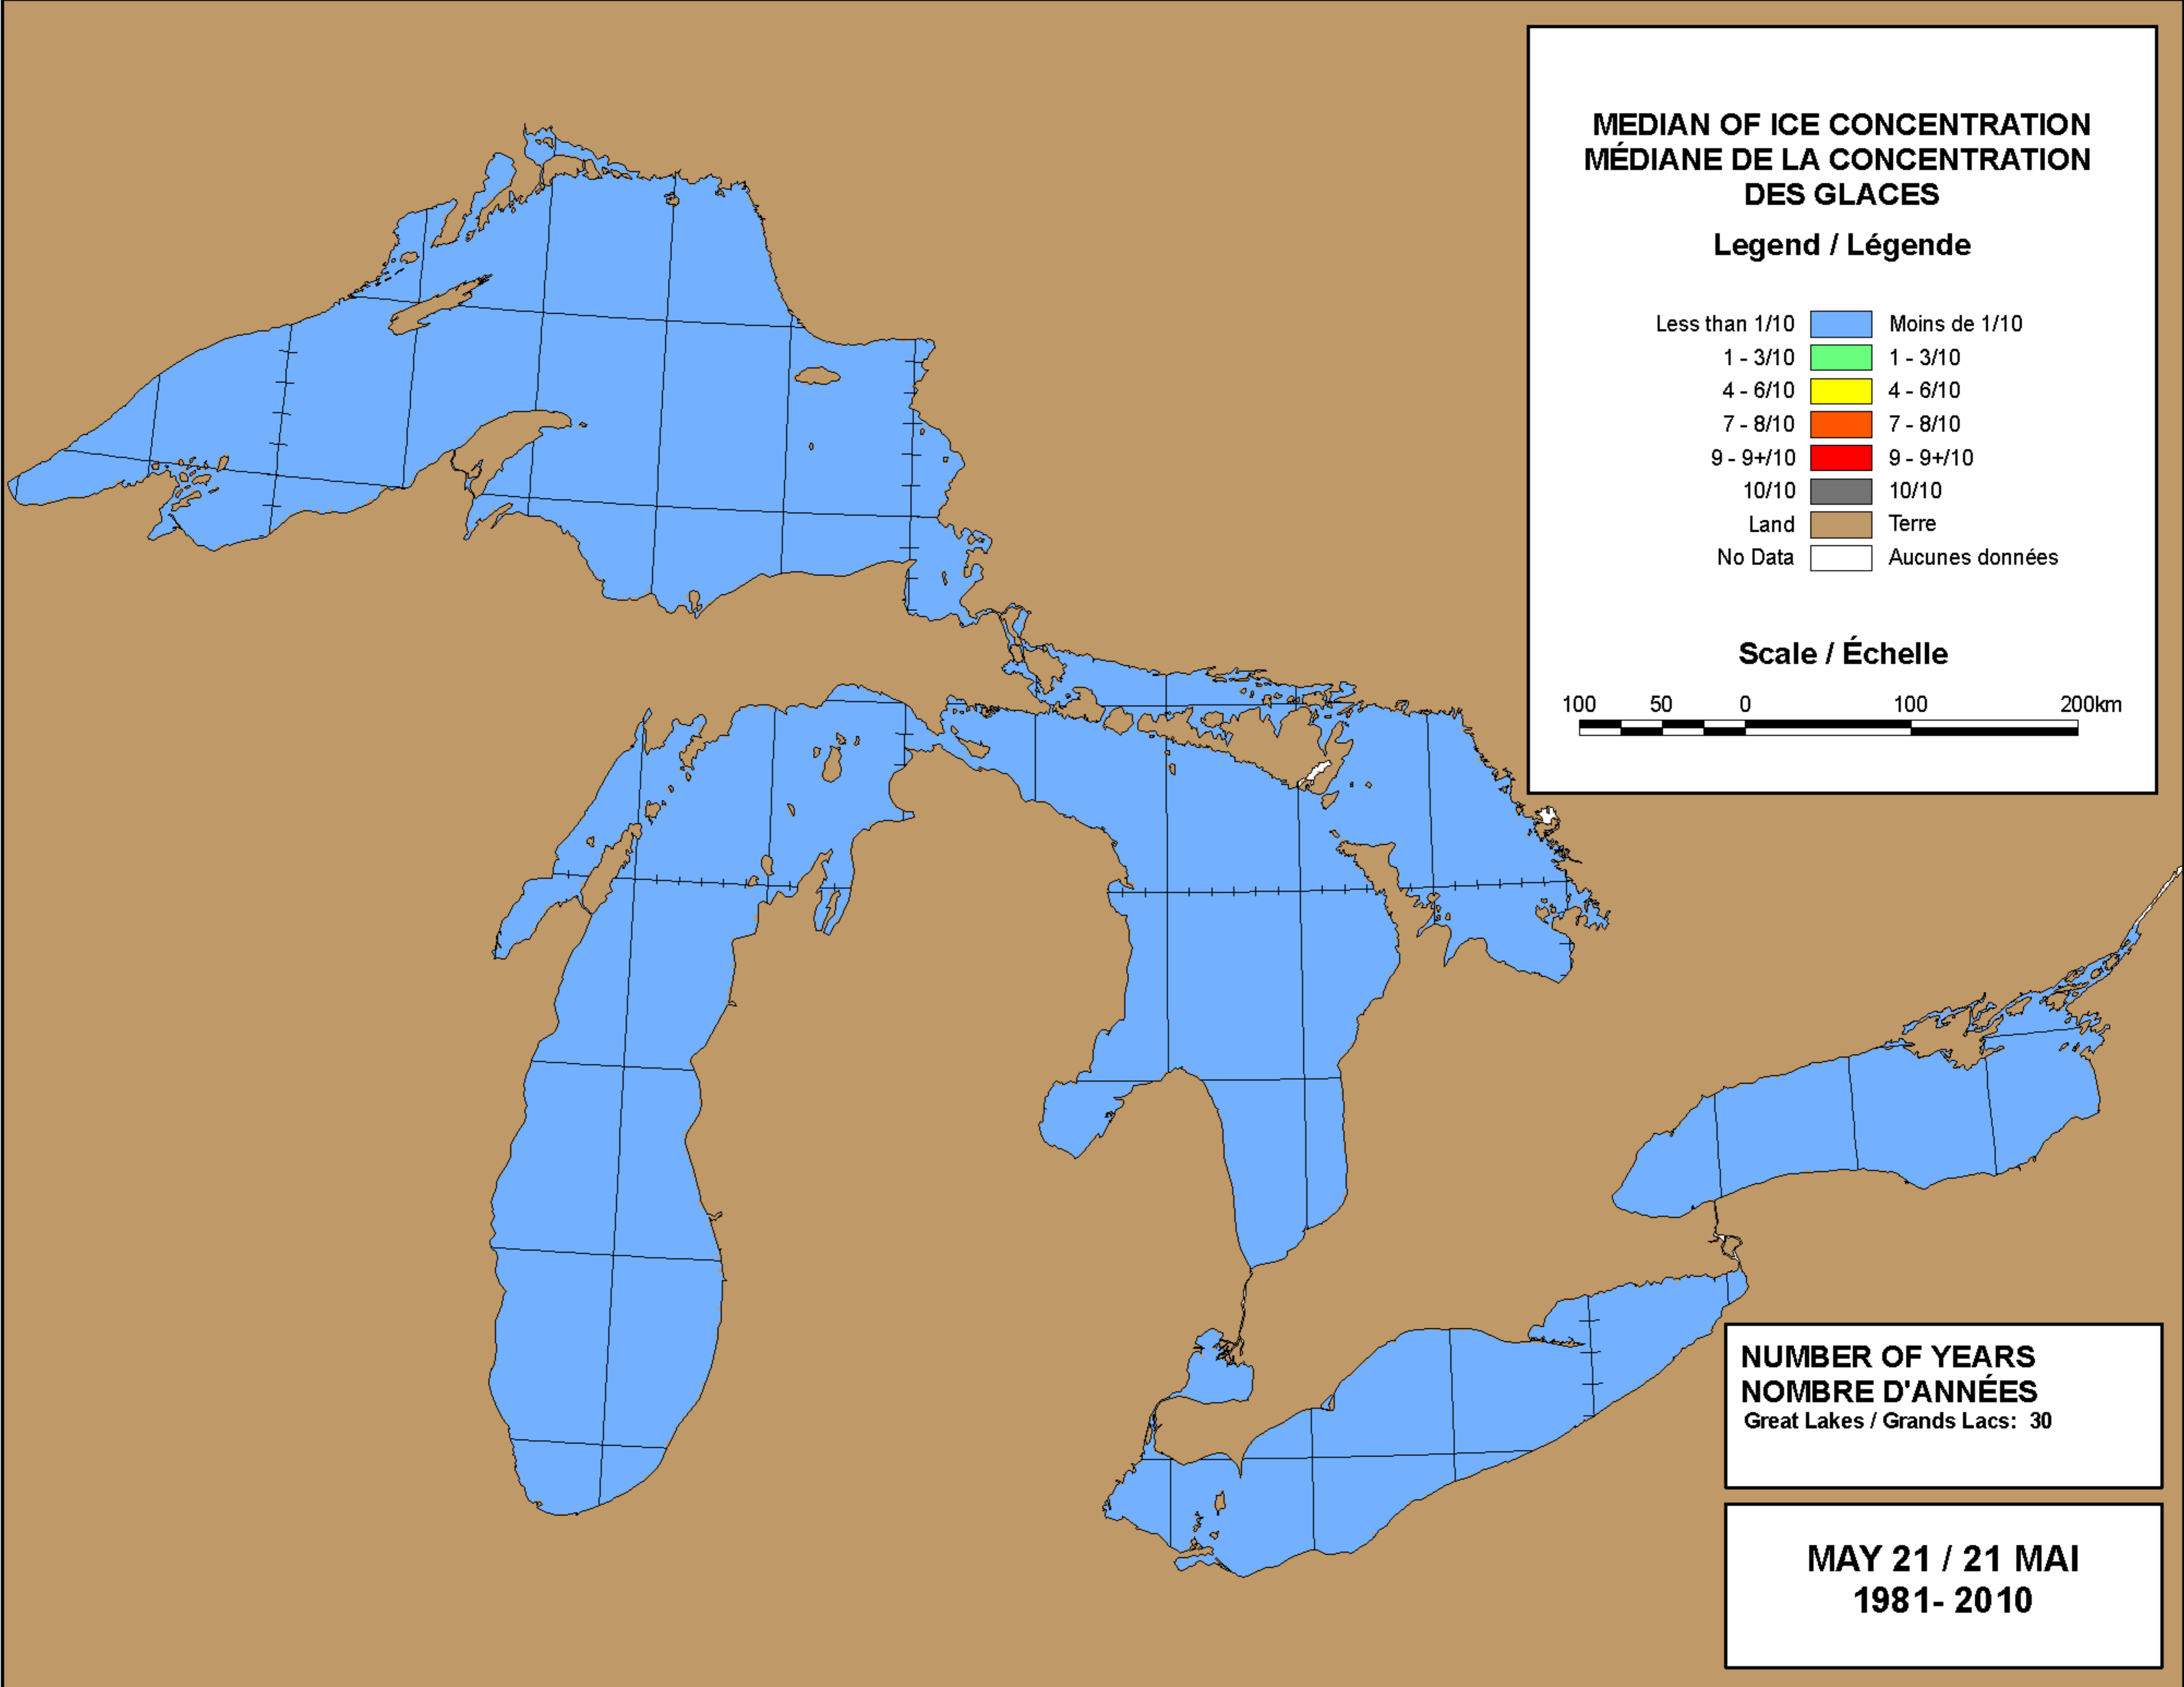 MEDIAN OF ICE CONCENTRATION
MÉDIANE DE LA CONCENTRATION
DES GLACES
Legend / Légende
Less than 1/10 Moins de 1/10
1 - 3/10 1 - 3/10
4 - 6/10 4 - 6/10
7 - 8/10 7 - 8/10
9 - 9+/10 9 - 9+/10
10/10 10/10
Land Terre
No Data Aucunes données
Scale / Échelle
100 50 0 100 200km
NUMBER OF YEARS
NOMBRE D'ANNÉES
Great Lakes / Grands Lacs: 30
MAY 21 / 21 MAI
1981- 2010